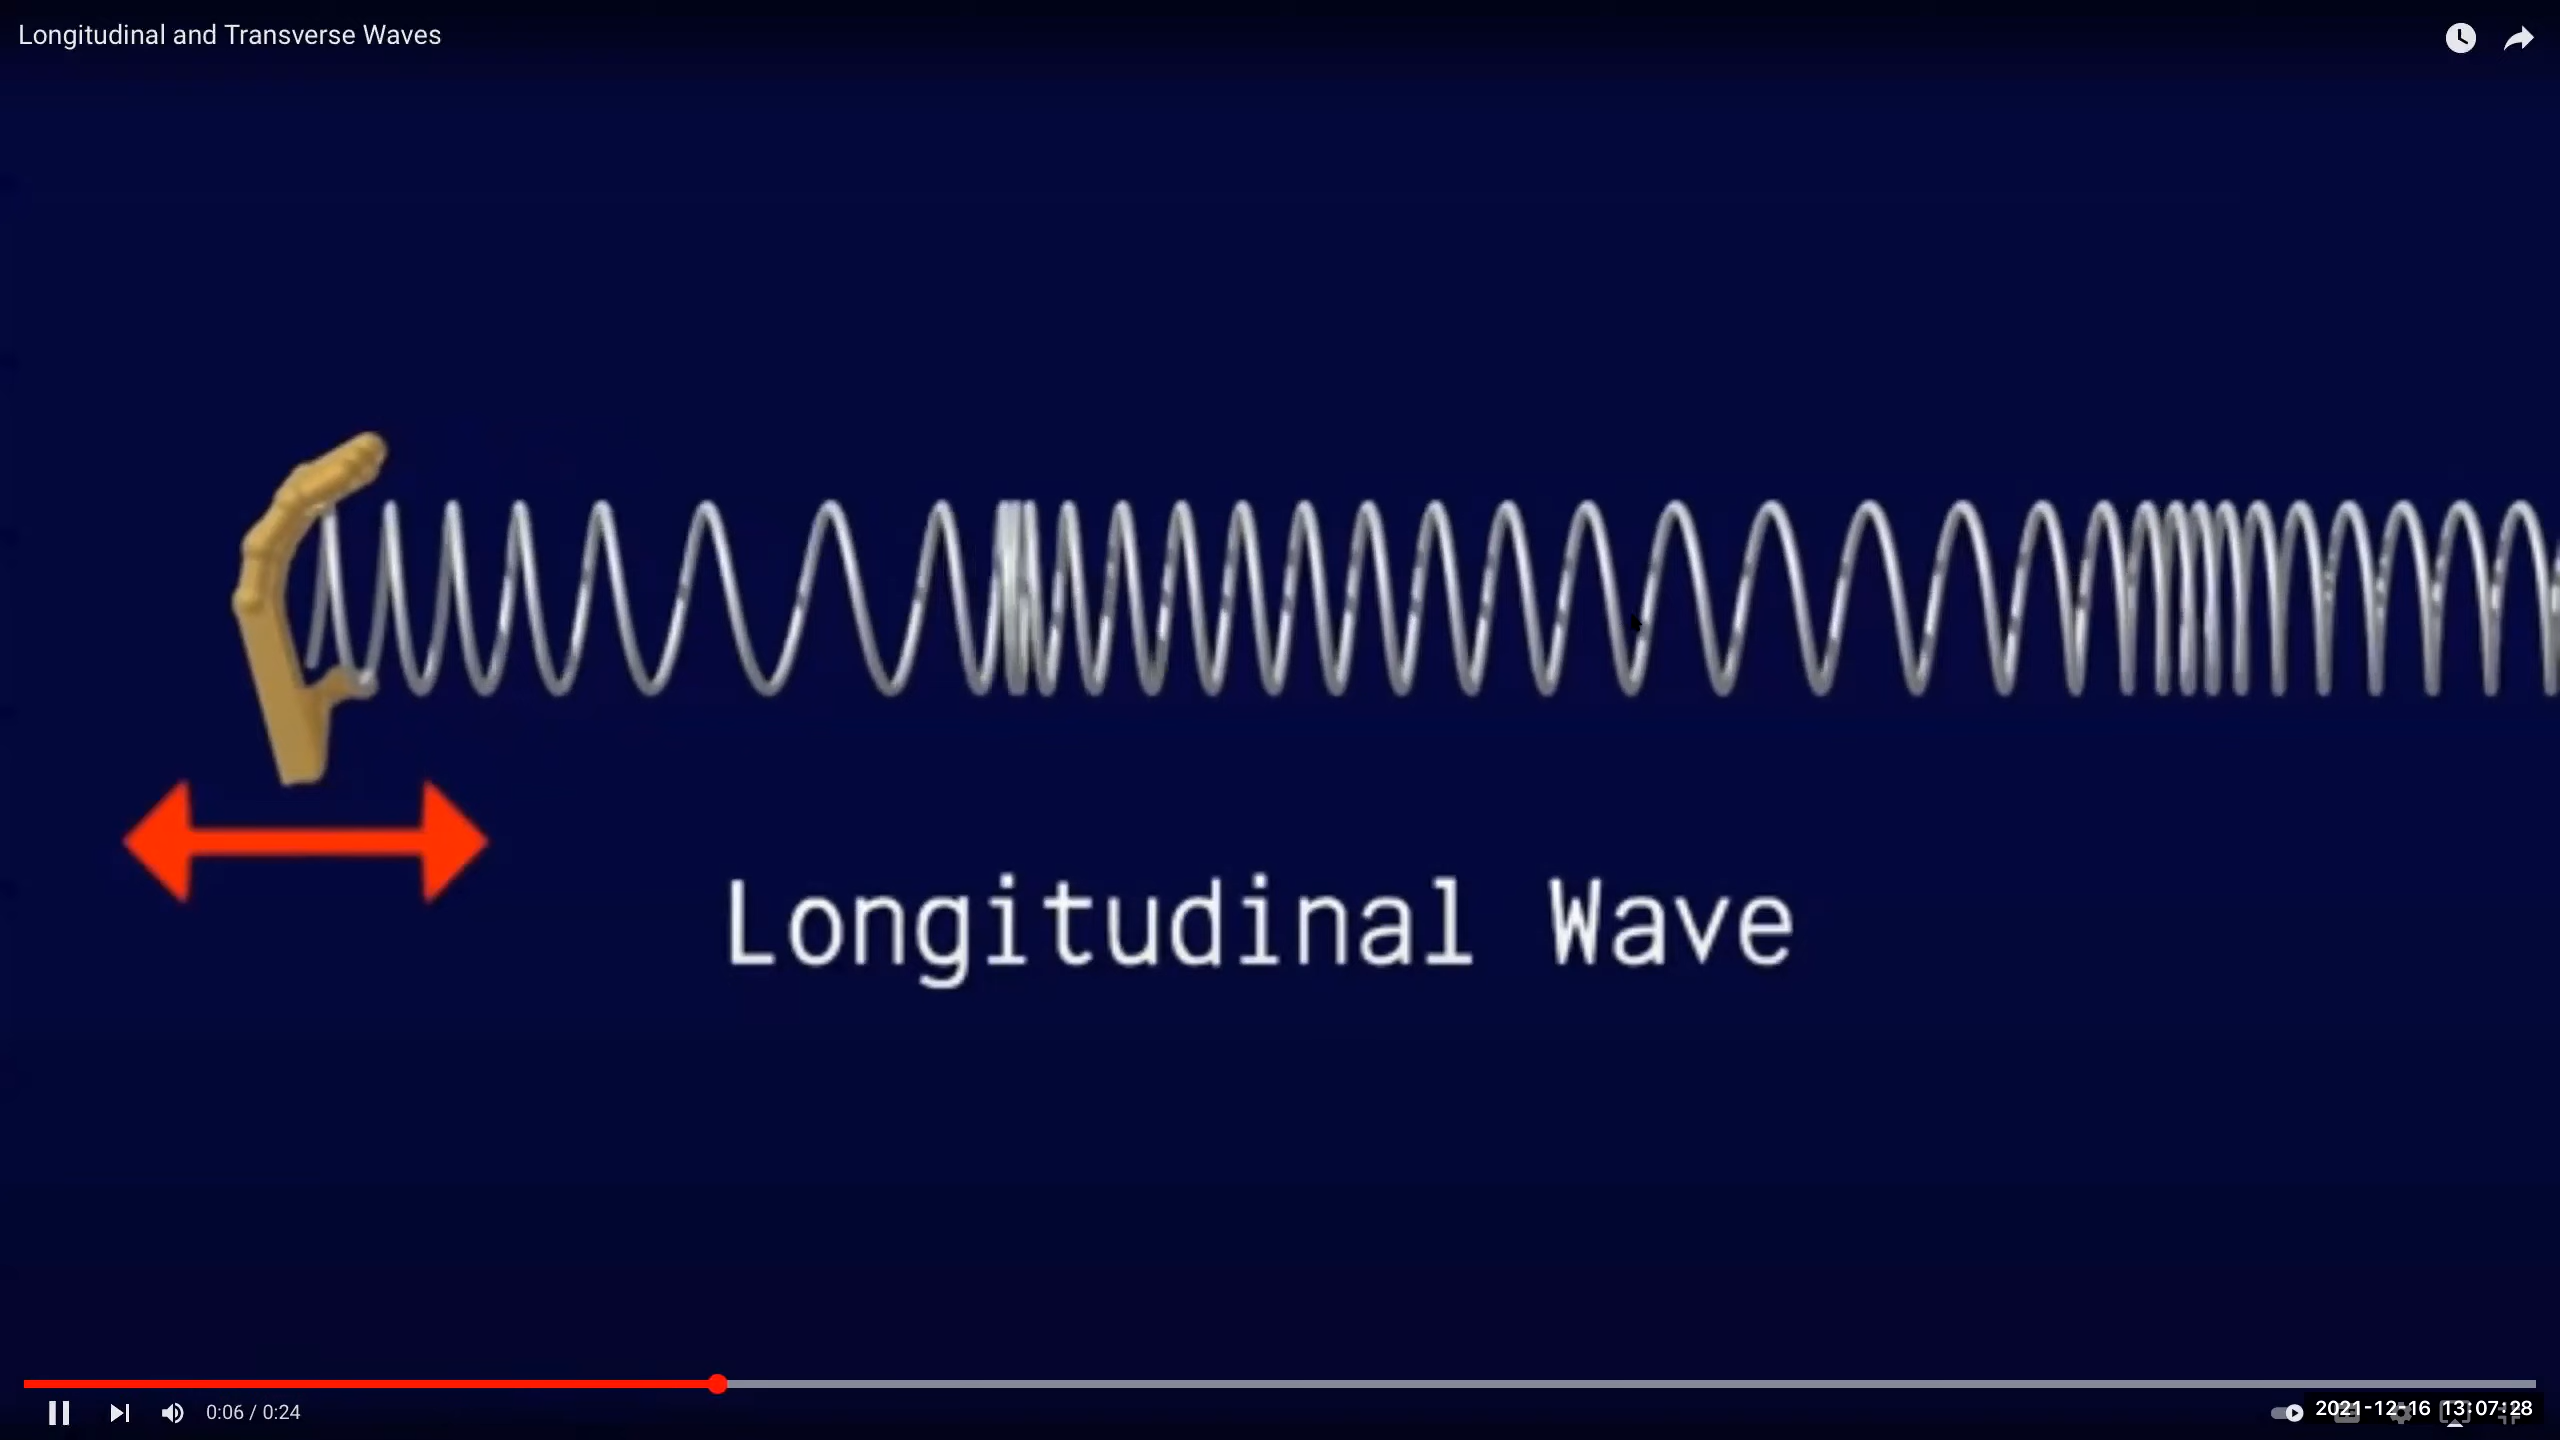 Longitudinal and Transverse Waves
Longitudinal Wave
0:06 / 0:24
2021-12-16 13:07:28